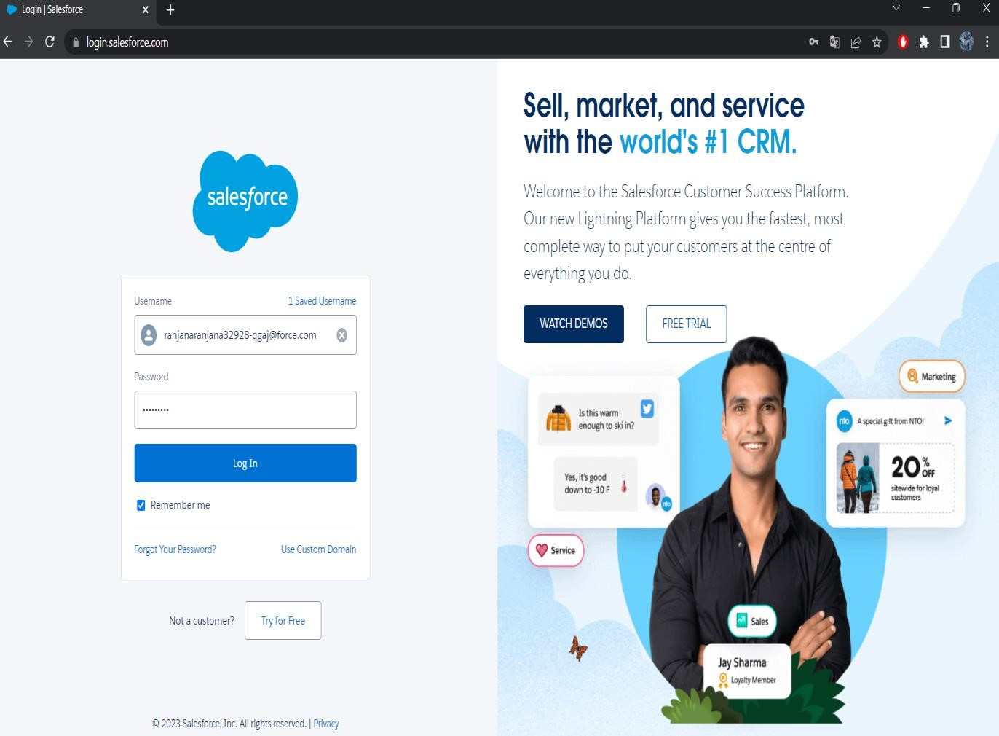 Login | Salesforce
login.salesforce.com
salesforce
Username
1 Saved Username
ranjanaranjana32928-qgaj@force.com
Password
•••••••••
Log In
Remember me
Forgot Your Password?
Use Custom Domain
Not a customer?
Try for Free
© 2023 Salesforce, Inc. All rights reserved. | Privacy
Sell, market, and service
with the world's #1 CRM.
Welcome to the Salesforce Customer Success Platform.
Our new Lightning Platform gives you the fastest, most
complete way to put your customers at the centre of
everything you do.
WATCH DEMOS
FREE TRIAL
Is this warm
enough to ski in?
Yes, it's good
down to -10 F
nto
Service
Marketing
nto
A special gift from NTO!
20% OFF
sitewide for loyal
customers
Sales
Jay Sharma
Loyalty Member